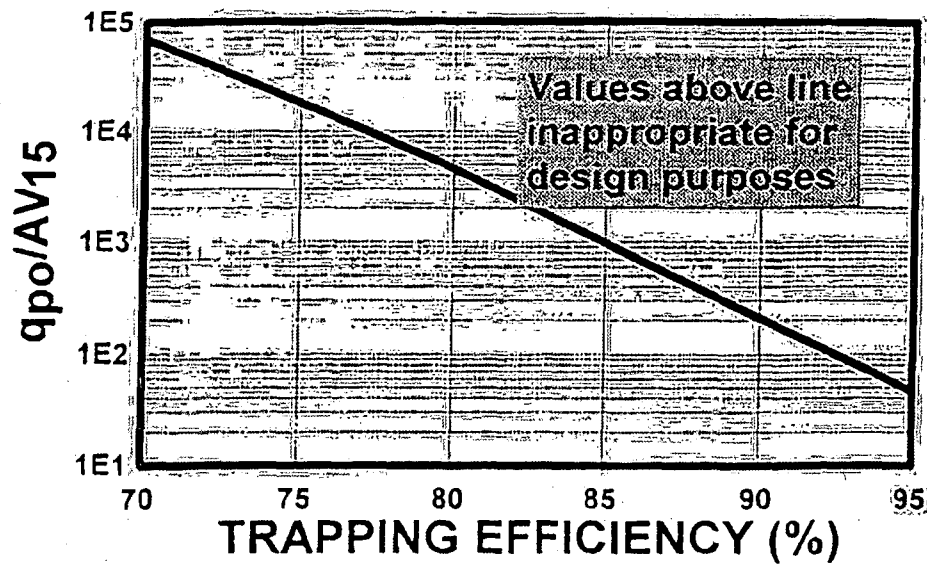 1E5
1E4
1E3
1E2
1E1
qpo/AV15
Values above line
inappropriate for
design purposes
70 75 80 85 90 95
TRAPPING EFFICIENCY (%)